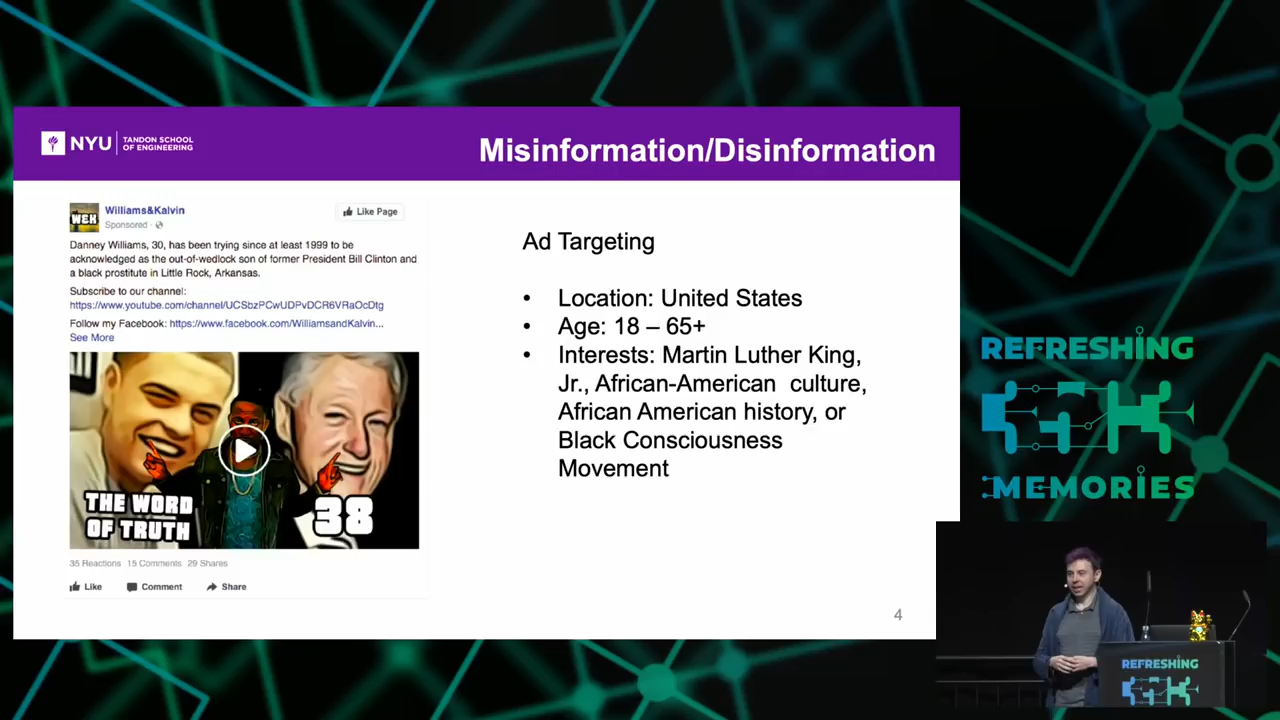 NYU
TANDON SCHOOL
OF ENGINEERING
Misinformation/Disinformation
WEK
Williams&Kalvin
Sponsored ·
Like Page
Danney Williams, 30, has been trying since at least 1999 to be
acknowledged as the out-of-wedlock son of former President Bill Clinton and
a black prostitute in Little Rock, Arkansas.
Subscribe to our channel:
https://www.youtube.com/channel/UCSbzPCwUDPvDCR6VRaOcDtg
Follow my Facebook: https://www.facebook.com/WilliamsandKalvin...
See More
THE WORD
OF TRUTH
38
35 Reactions 15 Comments 29 Shares
Like Comment Share
Ad Targeting
• Location: United States
• Age: 18 – 65+
• Interests: Martin Luther King,
Jr., African-American culture,
African American history, or
Black Consciousness
Movement
4
REFRESHING
MEMORIES
REFRESHING